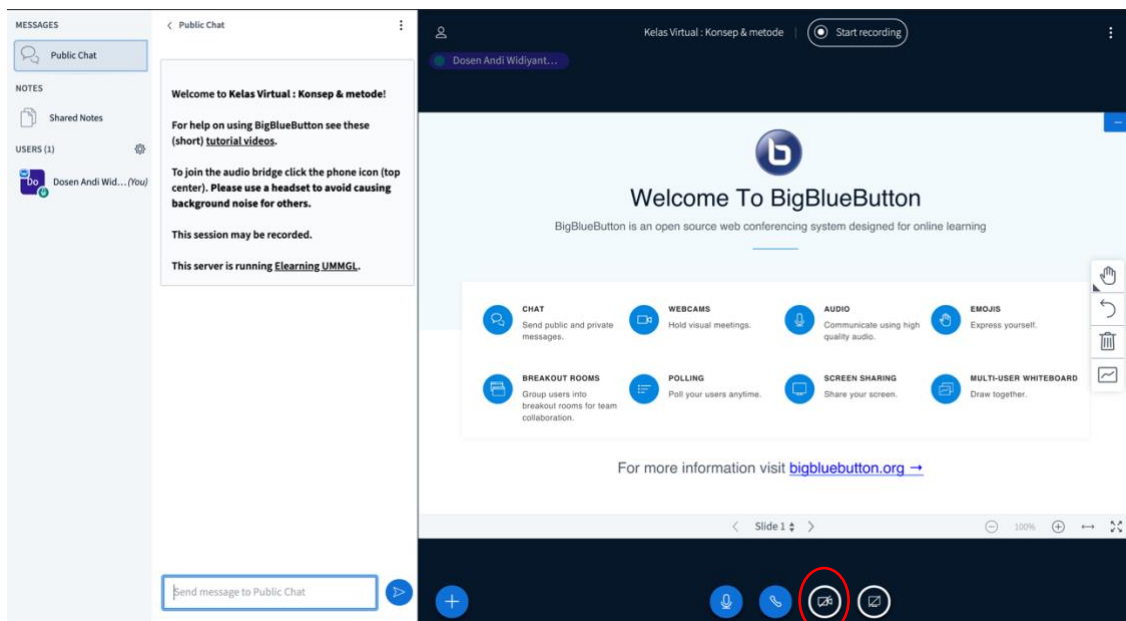 MESSAGES
Public Chat
NOTES
Shared Notes
USERS (1)
Do
Dosen Andi Wid... (You)
Public Chat
Welcome to Kelas Virtual : Konsep & metode!
For help on using BigBlueButton see these
(short) tutorial videos.
To join the audio bridge click the phone icon (top
center). Please use a headset to avoid causing
background noise for others.
This session may be recorded.
This server is running Elearning UMMGL.
Send message to Public Chat
Kelas Virtual : Konsep & metode
Start recording
Dosen Andi Widiyant...
b
Welcome To BigBlueButton
BigBlueButton is an open source web conferencing system designed for online learning
CHAT
Send public and private
messages.
WEBCAMS
Hold visual meetings.
AUDIO
Communicate using high
quality audio.
EMOJIS
Express yourself.
BREAKOUT ROOMS
Group users into
breakout rooms for team
collaboration.
POLLING
Poll your users anytime.
SCREEN SHARING
Share your screen.
MULTI-USER WHITEBOARD
Draw together.
For more information visit bigbluebutton.org →
Slide 1
100%